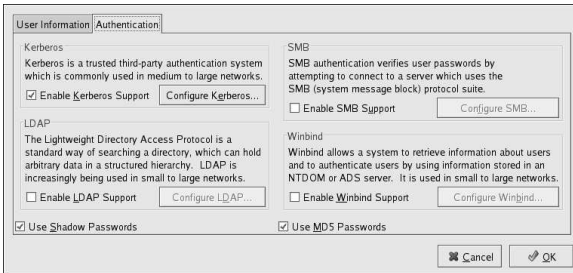 User Information
Authentication
Kerberos
Kerberos is a trusted third-party authentication system
which is commonly used in medium to large networks.
Enable Kerberos Support
Configure Kerberos...
SMB
SMB authentication verifies user passwords by
attempting to connect to a server which uses the
SMB (system message block) protocol suite.
Enable SMB Support
Configure SMB...
LDAP
The Lightweight Directory Access Protocol is a
standard way of searching a directory, which can hold
arbitrary data in a structured hierarchy. LDAP is
increasingly being used in small to large networks.
Enable LDAP Support
Configure LDAP...
Winbind
Winbind allows a system to retrieve information about users
and to authenticate users by using information stored in an
NTDOM or ADS server. It is used in small to large networks.
Enable Winbind Support
Configure Winbind...
Use Shadow Passwords
Use MD5 Passwords
Cancel
OK